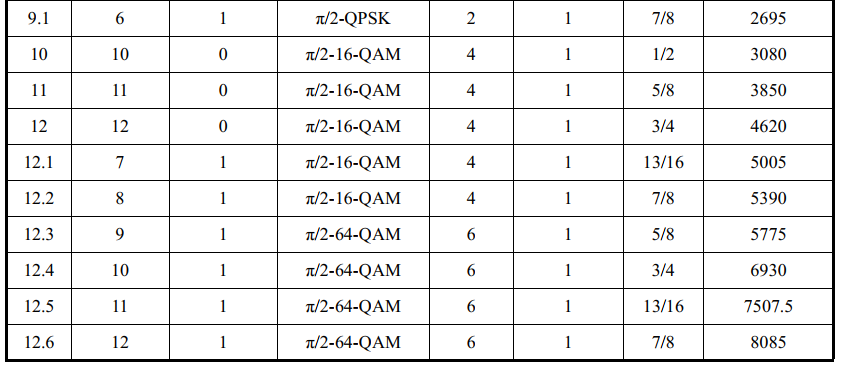 9.1 6 1 π/2-QPSK 2 1 7/8 2695
10 10 0 π/2-16-QAM 4 1 1/2 3080
11 11 0 π/2-16-QAM 4 1 5/8 3850
12 12 0 π/2-16-QAM 4 1 3/4 4620
12.1 7 1 π/2-16-QAM 4 1 13/16 5005
12.2 8 1 π/2-16-QAM 4 1 7/8 5390
12.3 9 1 π/2-64-QAM 6 1 5/8 5775
12.4 10 1 π/2-64-QAM 6 1 3/4 6930
12.5 11 1 π/2-64-QAM 6 1 13/16 7507.5
12.6 12 1 π/2-64-QAM 6 1 7/8 8085